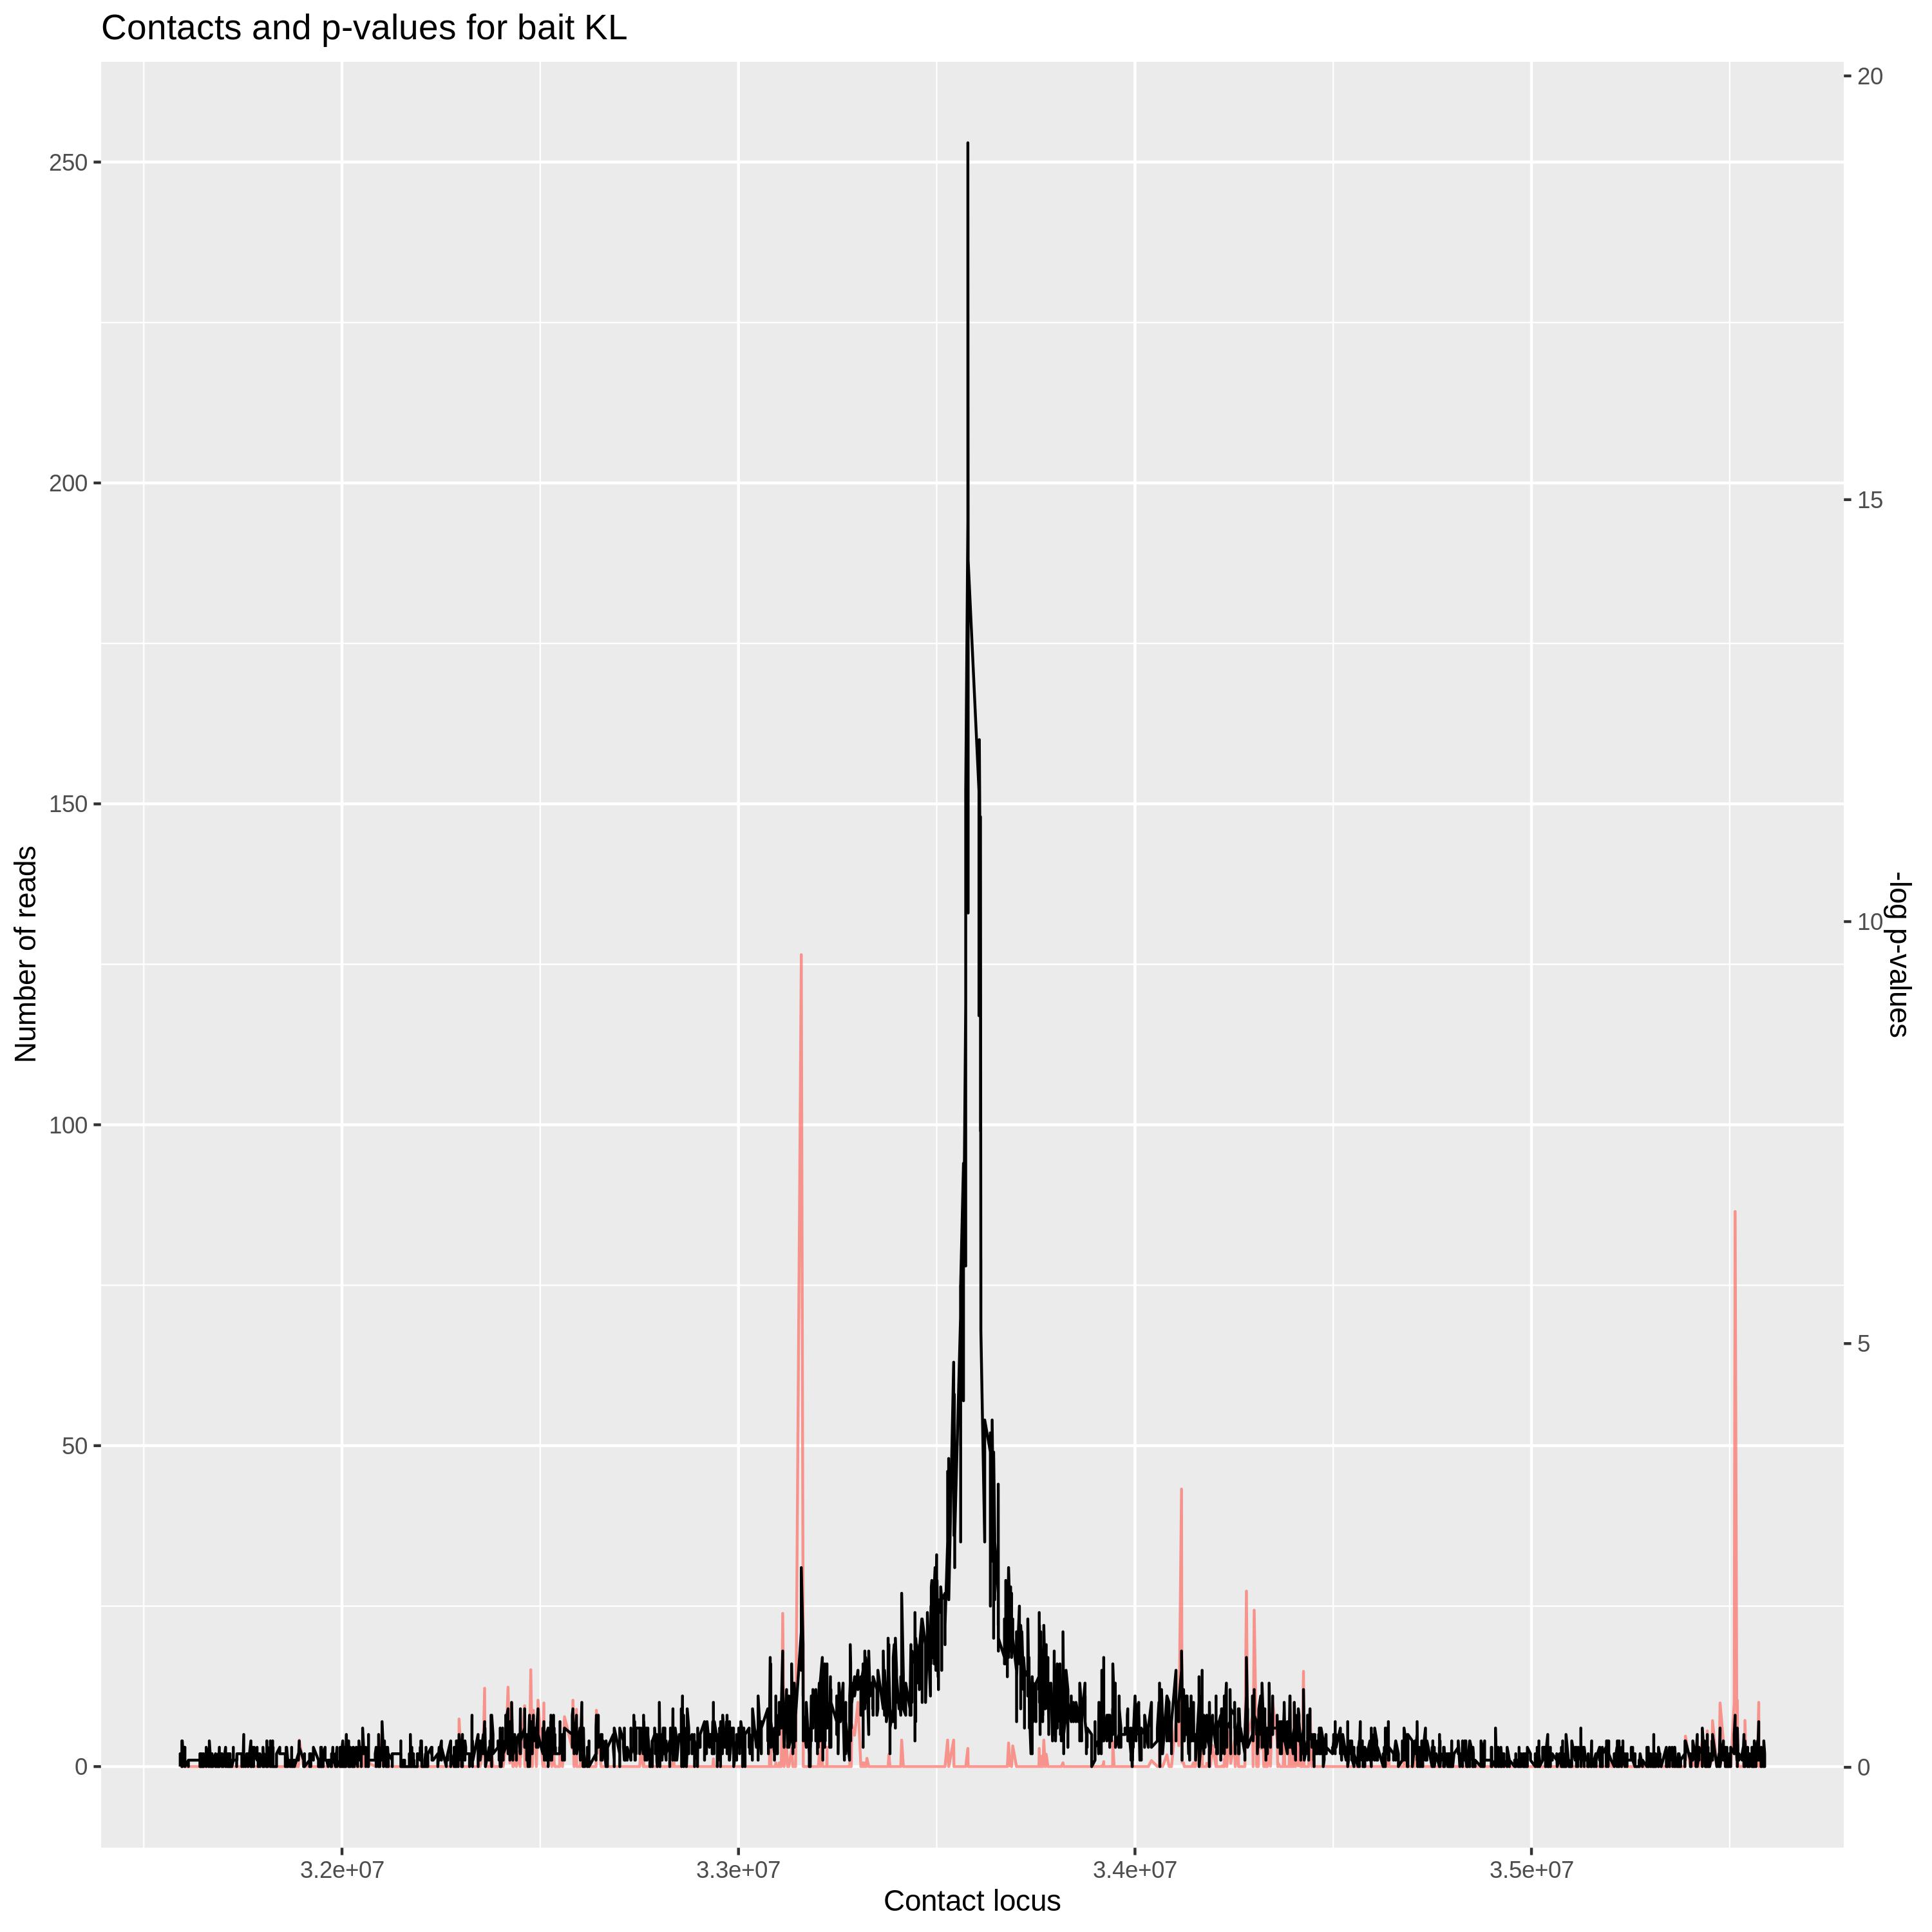 Contacts and p-values for bait KL
250
200
150
100
50
0
20
15
10
5
0
Number of reads
-log p-values
3.2e+07
3.3e+07
3.4e+07
3.5e+07
Contact locus